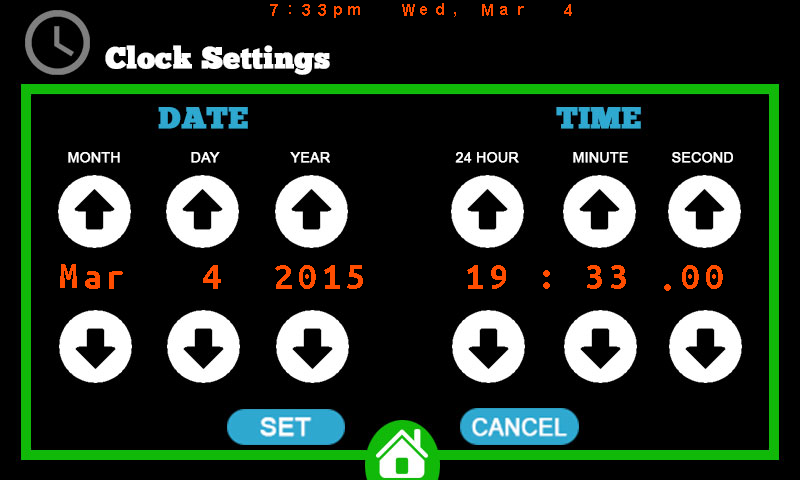 7:33pm Wed, Mar 4
Clock Settings
DATE TIME
MONTH DAY YEAR 24 HOUR MINUTE SECOND
Mar 4 2015 19 : 33 .00
SET CANCEL